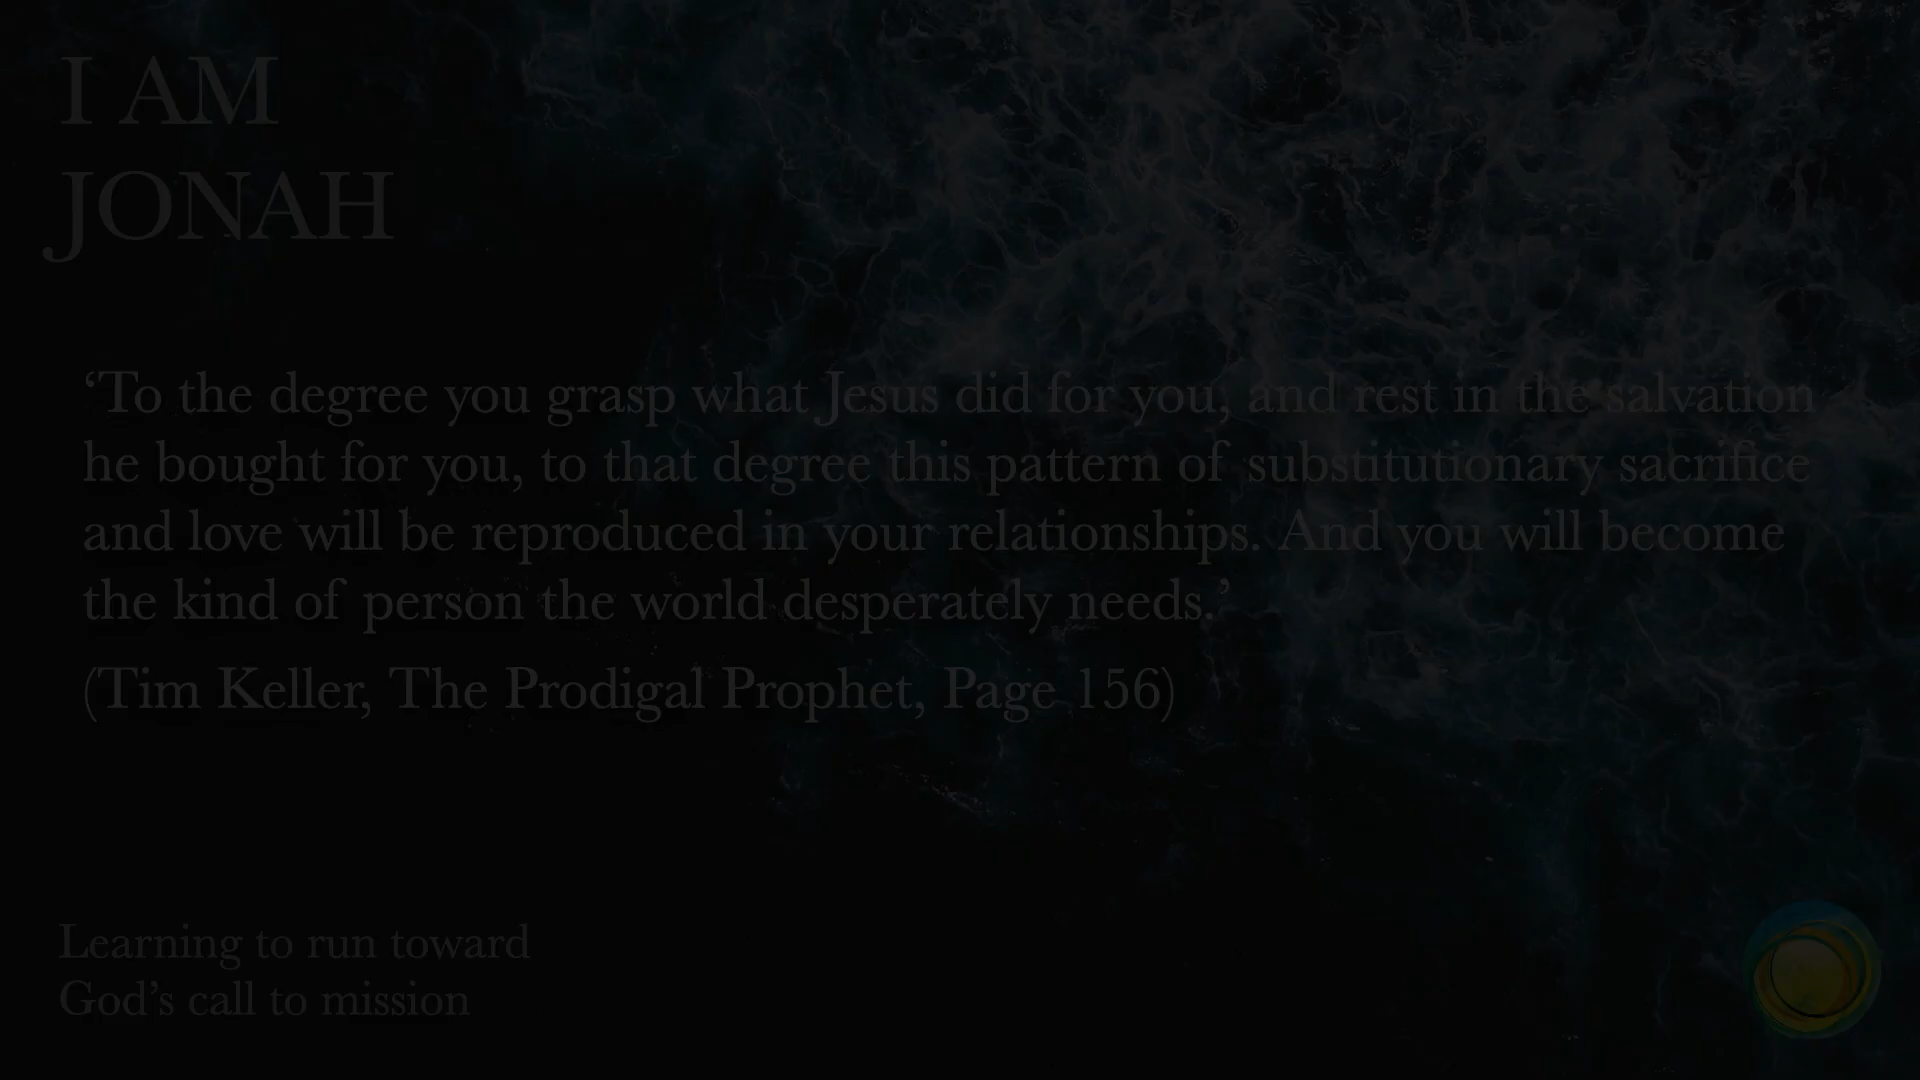 I AM
JONAH
‘To the degree you grasp what Jesus did for you, and rest in the salvation
he bought for you, to that degree this pattern of substitutionary sacrifice
and love will be reproduced in your relationships. And you will become
the kind of person the world desperately needs.’
(Tim Keller, The Prodigal Prophet, Page 156)
Learning to run toward
God’s call to mission